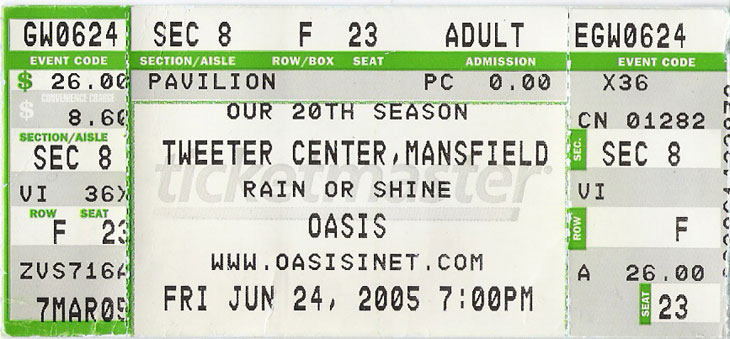 GW0624 SEC 8 F 23 ADULT EGW0624
EVENT CODE SECTION/AISLE ROW/BOX SEAT ADMISSION EVENT CODE
$ 26.00 PAVILION PC 0.00 X36
$ CONVENIENCE CHARGE
8.60 OUR 20TH SEASON CN 01282
SECTION/AISLE
SEC 8 TWEETER CENTER, MANSFIELD SEC. SEC 8
ticketmaster
VI 36X RAIN OR SHINE VI
ROW SEAT
F 23 OASIS ROW F
ZVS7164 WWW.OASISINET.COM A 26.00
7MAR05 FRI JUN 24, 2005 7:00PM SEAT 23